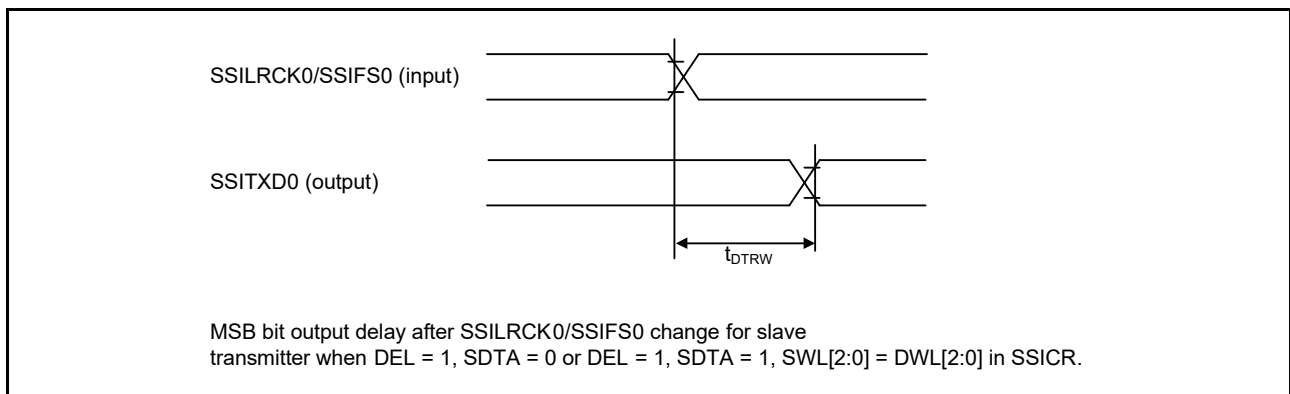 SSILRCK0/SSIFS0 (input)
SSITXD0 (output)
tDTRW
MSB bit output delay after SSILRCK0/SSIFS0 change for slave
transmitter when DEL = 1, SDTA = 0 or DEL = 1, SDTA = 1, SWL[2:0] = DWL[2:0] in SSICR.